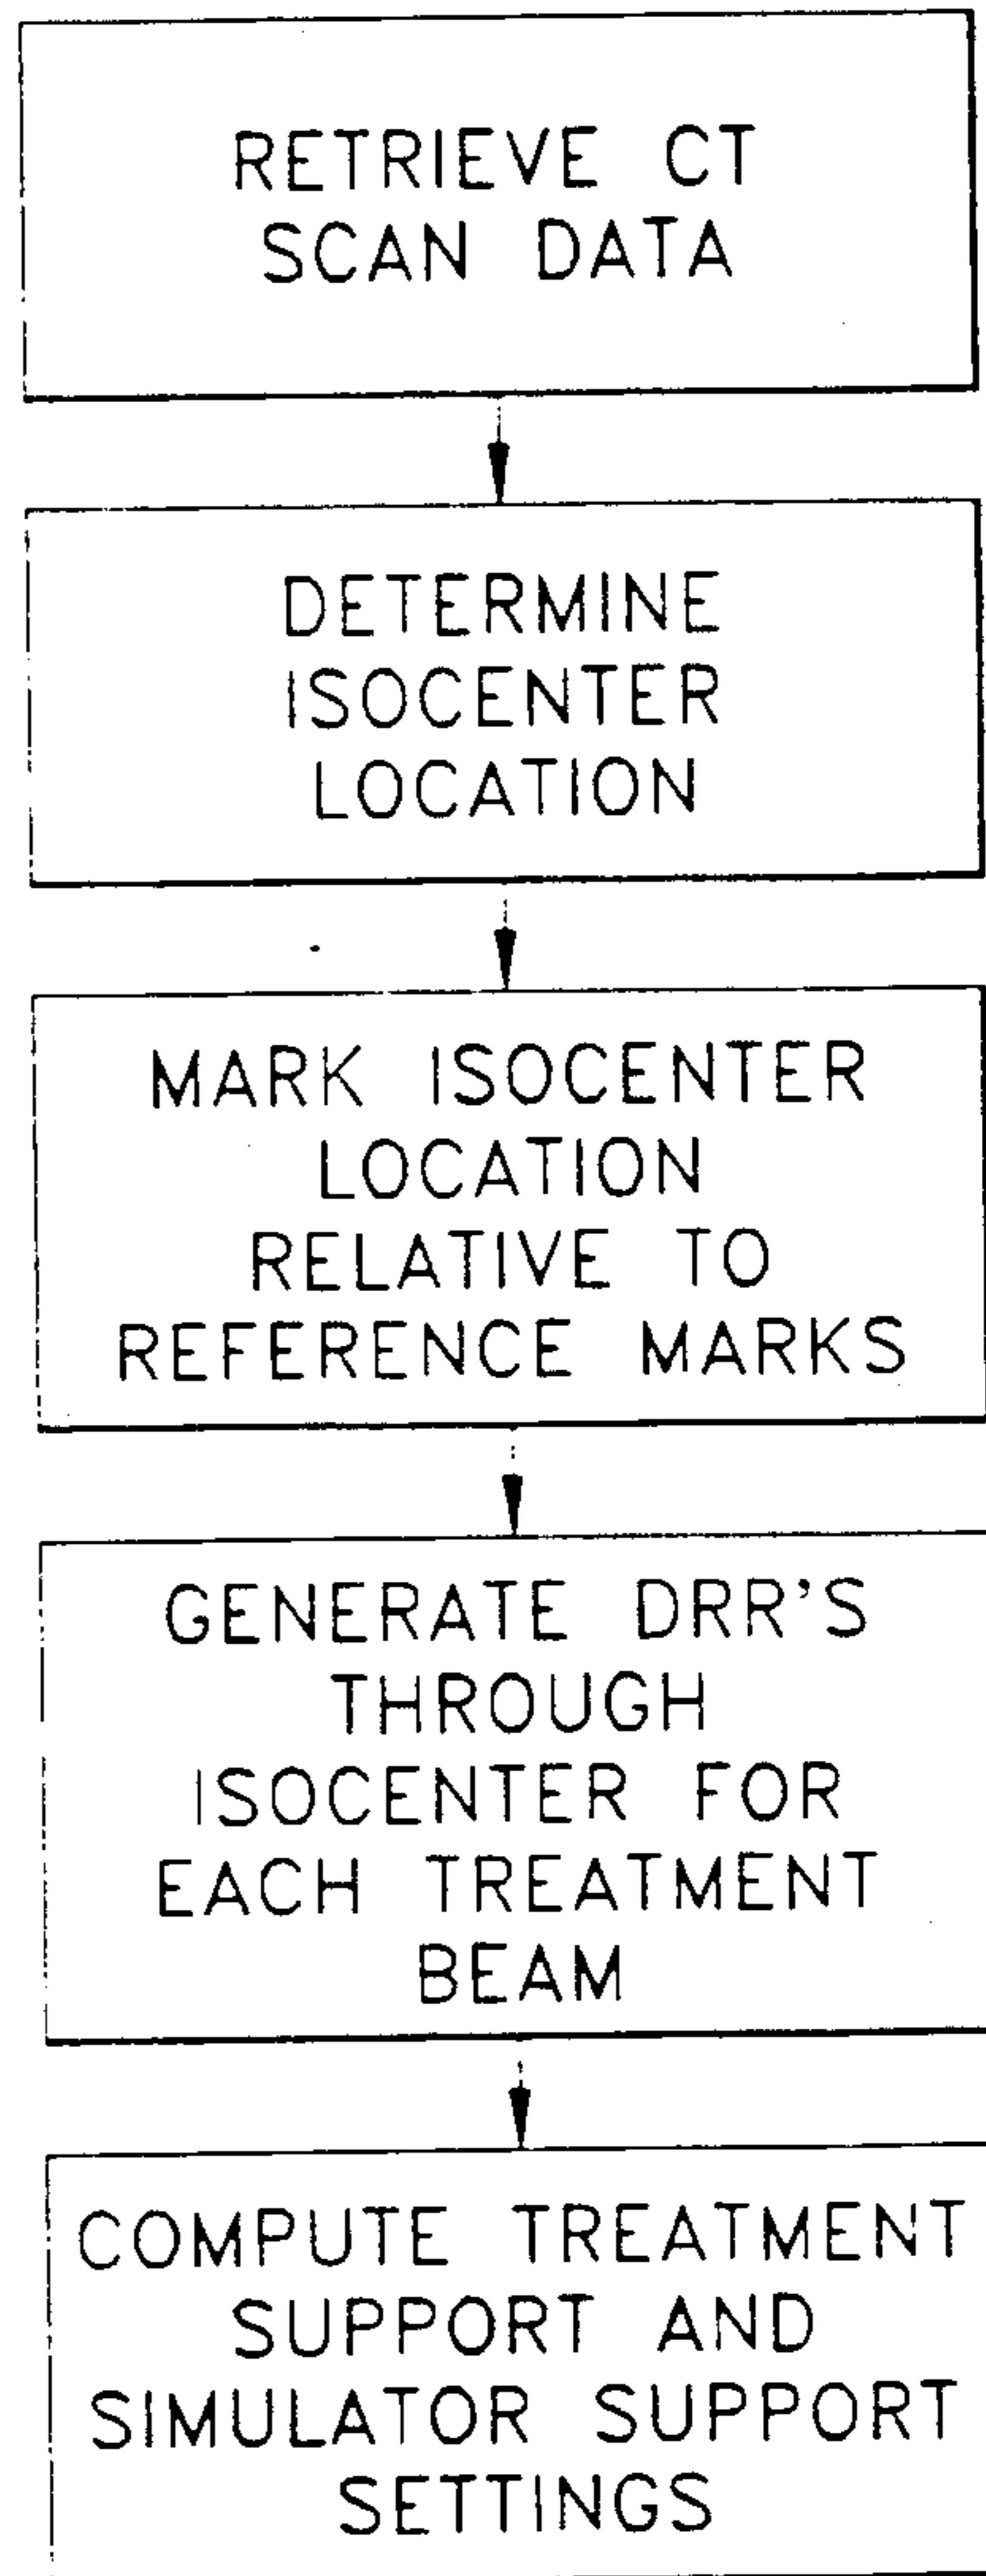 RETRIEVE CT
SCAN DATA
DETERMINE
ISOCENTER
LOCATION
MARK ISOCENTER
LOCATION
RELATIVE TO
REFERENCE MARKS
GENERATE DRR'S
THROUGH
ISOCENTER FOR
EACH TREATMENT
BEAM
COMPUTE TREATMENT
SUPPORT AND
SIMULATOR SUPPORT
SETTINGS